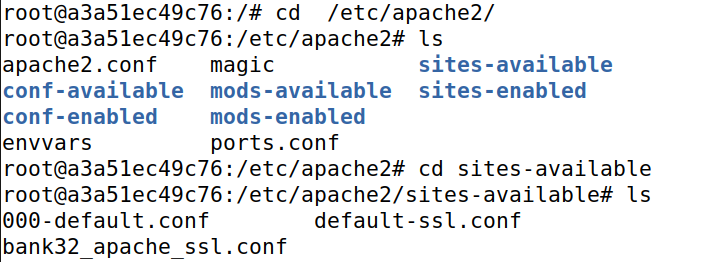 root@a3a51ec49c76:/# cd  /etc/apache2/
root@a3a51ec49c76:/etc/apache2# ls
apache2.conf    magic           sites-available
conf-available  mods-available  sites-enabled
conf-enabled    mods-enabled
envvars         ports.conf
root@a3a51ec49c76:/etc/apache2# cd sites-available
root@a3a51ec49c76:/etc/apache2/sites-available# ls
000-default.conf        default-ssl.conf
bank32_apache_ssl.conf